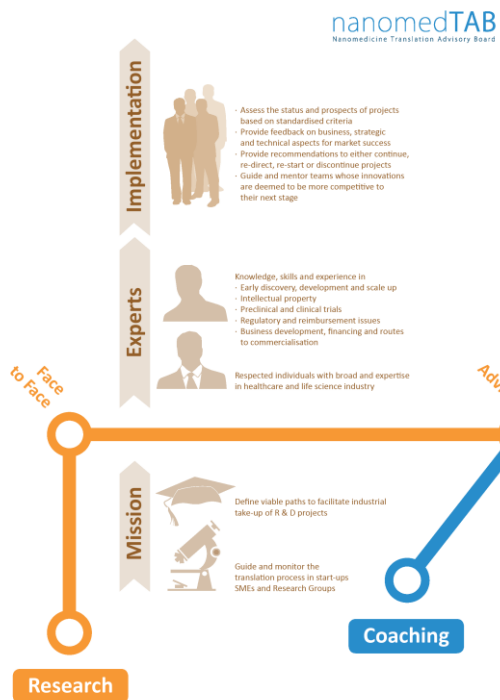 nanomedTAB
Nanomedicine Translation Advisory Board
Implementation
· Assess the status and prospects of projects
based on standardised criteria
· Provide feedback on business, strategic
and technical aspects for market success
· Provide recommendations to either continue,
re-direct, re-start or discontinue projects
· Guide and mentor teams whose innovations
are deemed to be more competitive to
their next stage
Experts
Knowledge, skills and experience in
· Early discovery, development and scale up
· Intellectual property
· Preclinical and clinical trials
· Regulatory and reimbursement issues
· Business development, financing and routes
to commercialisation
Respected individuals with broad and expertise
in healthcare and life science industry
Face
to Face
Mission
Define viable paths to facilitate industrial
take-up of R & D projects
Guide and monitor the
translation process in start-ups
SMEs and Research Groups
Coaching
Research